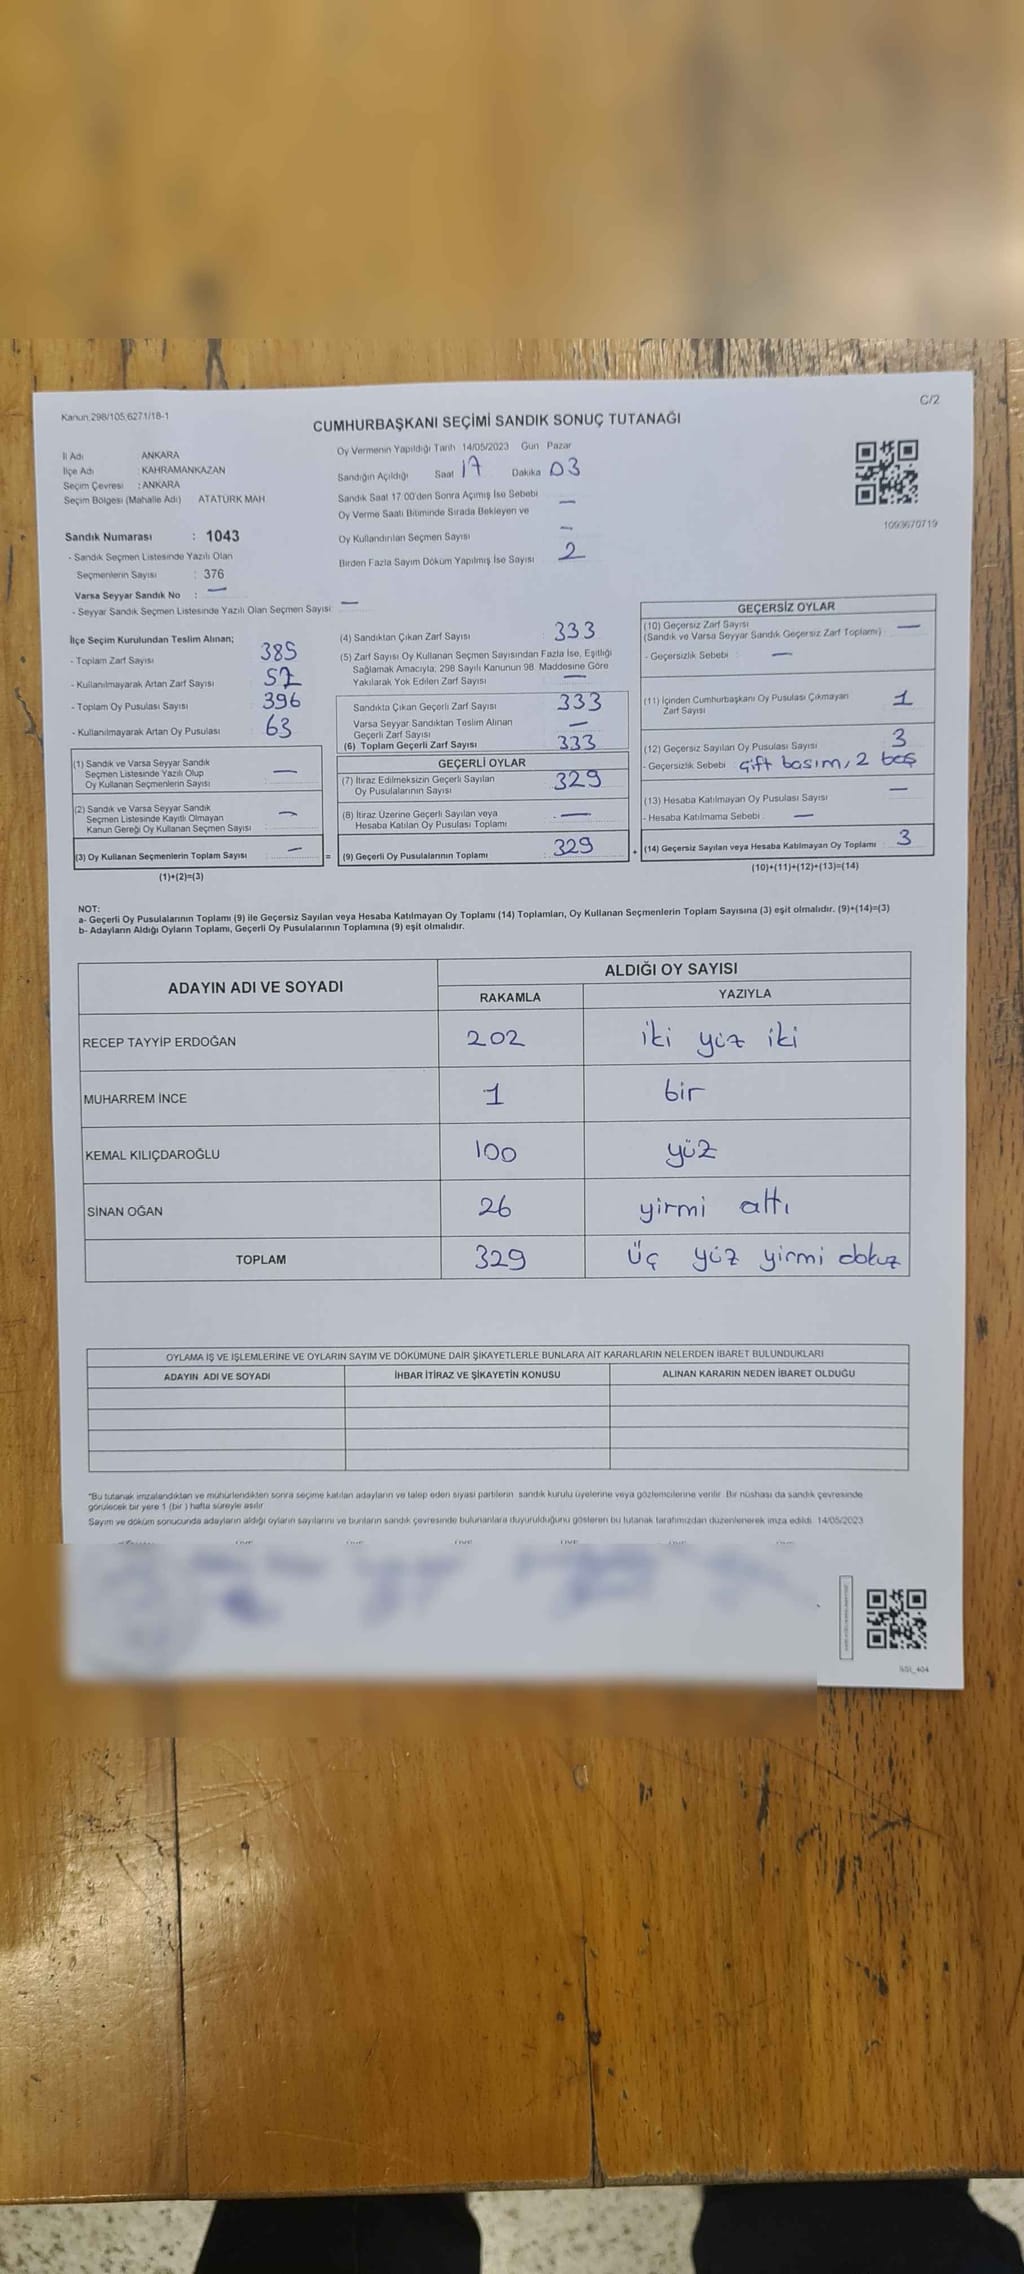 Kanun:298/105,6271/18-1
C/2
CUMHURBAŞKANI SEÇİMİ SANDIK SONUÇ TUTANAĞI
İl Adı ANKARA
İlçe Adı : KAHRAMANKAZAN
Seçim Çevresi : ANKARA
Seçim Bölgesi (Mahalle Adı) ATATÜRK MAH
Sandık Numarası : 1043
- Sandık Seçmen Listesinde Yazılı Olan
Seçmenlerin Sayısı : 376
Varsa Seyyar Sandık No : —
- Seyyar Sandık Seçmen Listesinde Yazılı Olan Seçmen Sayısı: —
Oy Vermenin Yapıldığı Tarih 14/05/2023 Gün Pazar
Sandığın Açıldığı Saat 17 Dakika 03
Sandık Saat 17:00'den Sonra Açımış İse Sebebi —
Oy Verme Saati Bitiminde Sırada Bekleyen ve
Oy Kullandırılan Seçmen Sayısı —
Birden Fazla Sayım Döküm Yapılmış İse Sayısı 2
1093670719
İlçe Seçim Kurulundan Teslim Alınan;
- Toplam Zarf Sayısı 385
- Kullanılmayarak Artan Zarf Sayısı 52
- Toplam Oy Pusulası Sayısı 396
- Kullanılmayarak Artan Oy Pusulası 63
(1) Sandık ve Varsa Seyyar Sandık
Seçmen Listesinde Yazılı Olup
Oy Kullanan Seçmenlerin Sayısı —
(2) Sandık ve Varsa Seyyar Sandık
Seçmen Listesinde Kayıtlı Olmayan
Kanun Gereği Oy Kullanan Seçmen Sayısı —
(3) Oy Kullanan Seçmenlerin Toplam Sayısı —
(1)+(2)=(3)
=
(4) Sandıktan Çıkan Zarf Sayısı : 333
(5) Zarf Sayısı Oy Kullanan Seçmen Sayısından Fazla İse, Eşitliği
Sağlamak Amacıyla, 298 Sayılı Kanunun 98. Maddesine Göre
Yakılarak Yok Edilen Zarf Sayısı —
Sandıkta Çıkan Geçerli Zarf Sayısı 333
Varsa Seyyar Sandıktan Teslim Alınan
Geçerli Zarf Sayısı —
(6) Toplam Geçerli Zarf Sayısı 333
GEÇERLİ OYLAR
(7) İtiraz Edilmeksizin Geçerli Sayılan
Oy Pusulalarının Sayısı 329
(8) İtiraz Üzerine Geçerli Sayılan veya
Hesaba Katılan Oy Pusulası Toplamı —
(9) Geçerli Oy Pusulalarının Toplamı 329
+
GEÇERSİZ OYLAR
(10) Geçersiz Zarf Sayısı
(Sandık ve Varsa Seyyar Sandık Geçersiz Zarf Toplamı) —
- Geçersizlik Sebebi : —
(11) İçinden Cumhurbaşkanı Oy Pusulası Çıkmayan
Zarf Sayısı 1
(12) Geçersiz Sayılan Oy Pusulası Sayısı 3
- Geçersizlik Sebebi : çift basım, 2 boş
(13) Hesaba Katılmayan Oy Pusulası Sayısı —
- Hesaba Katılmama Sebebi : —
(14) Geçersiz Sayılan veya Hesaba Katılmayan Oy Toplamı : 3
(10)+(11)+(12)+(13)=(14)
NOT:
a- Geçerli Oy Pusulalarının Toplamı (9) ile Geçersiz Sayılan veya Hesaba Katılmayan Oy Toplamı (14) Toplamları, Oy Kullanan Seçmenlerin Toplam Sayısına (3) eşit olmalıdır. (9)+(14)=(3)
b- Adayların Aldığı Oyların Toplamı, Geçerli Oy Pusulalarının Toplamına (9) eşit olmalıdır.
ADAYIN ADI VE SOYADI
ALDIĞI OY SAYISI
RAKAMLA YAZIYLA
RECEP TAYYİP ERDOĞAN 202 iki yüz iki
MUHARREM İNCE 1 bir
KEMAL KILIÇDAROĞLU 100 yüz
SİNAN OĞAN 26 yirmi altı
TOPLAM 329 üç yüz yirmi dokuz
OYLAMA İŞ VE İŞLEMLERİNE VE OYLARIN SAYIM VE DÖKÜMÜNE DAİR ŞİKAYETLERLE BUNLARA AİT KARARLARIN NELERDEN İBARET BULUNDUKLARI
ADAYIN ADI VE SOYADI İHBAR İTİRAZ VE ŞİKAYETİN KONUSU ALINAN KARARIN NEDEN İBARET OLDUĞU
"Bu tutanak imzalandıktan ve mühürlendikten sonra seçime katılan adayların ve talep eden siyasi partilerin sandık kurulu üyelerine veya gözlemcilerine verilir. Bir nüshası da sandık çevresinde
görülecek bir yere 1 (bir ) hafta süreyle asılır
Sayım ve döküm sonucunda adayların aldığı oyların sayılarını ve bunların sandık çevresinde bulunanlara duyurulduğunu gösteren bu tutanak tarafımızdan düzenlenerek imza edildi. 14/05/2023